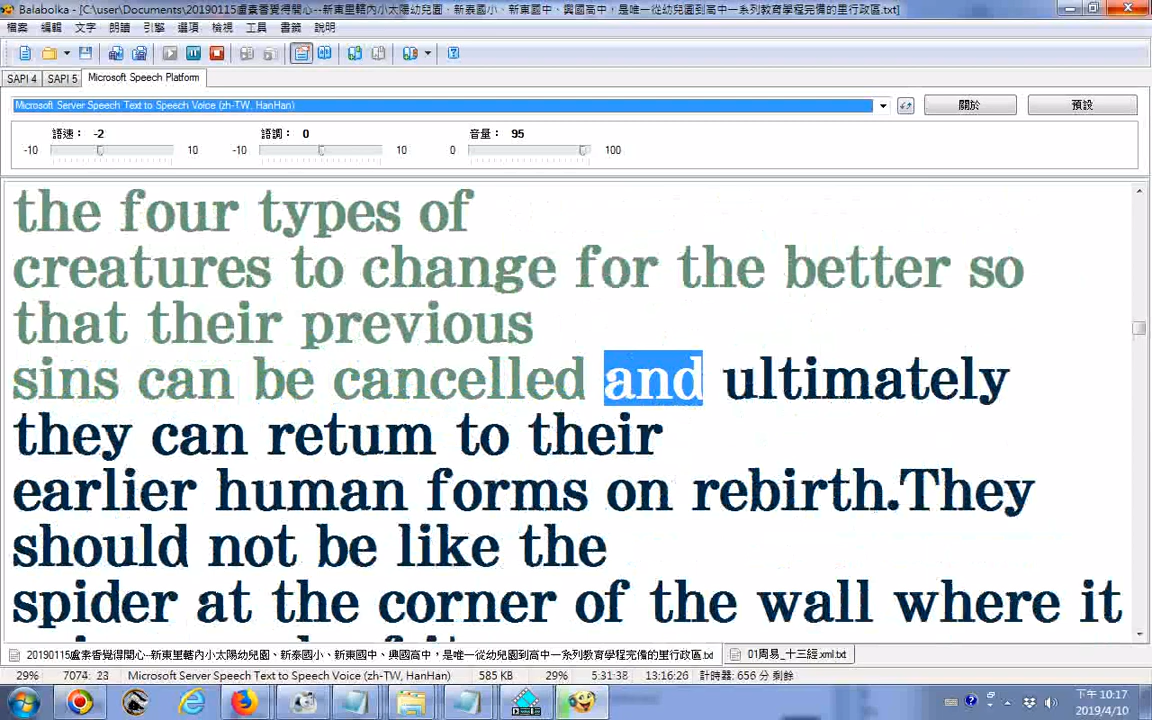 Balabolka - [C:\user\Documents\20190115盧素香覺得開心--新東里轄內小太陽幼兒園、新泰國小、新東國中、興國高中，是唯一從幼兒園到高中一系列教育學程完備的里行政區.txt]
檔案 編輯 文字 朗讀 引擎 選項 檢視 工具 書籤 說明
SAPI 4 SAPI 5 Microsoft Speech Platform
Microsoft Server Speech Text to Speech Voice (zh-TW, HanHan) 關於 預設
語速： -2 語調： 0 音量： 95
-10 10 -10 10 0 100
the four types of
creatures to change for the better so
that their previous
sins can be cancelled and ultimately
they can return to their
earlier human forms on rebirth.They
should not be like the
spider at the corner of the wall where it
20190115盧素香覺得開心--新東里轄內小太陽幼兒園、新泰國小、新東國中、興國高中，是唯一從幼兒園到高中一系列教育學程完備的里行政區.txt 01周易_十三經.xml.txt
29% 7074: 23 Microsoft Server Speech Text to Speech Voice (zh-TW, HanHan) 585 KB 29% 5:31:38 13:16:26 計時器: 656 分 剩餘
下午 10:17
2019/4/10